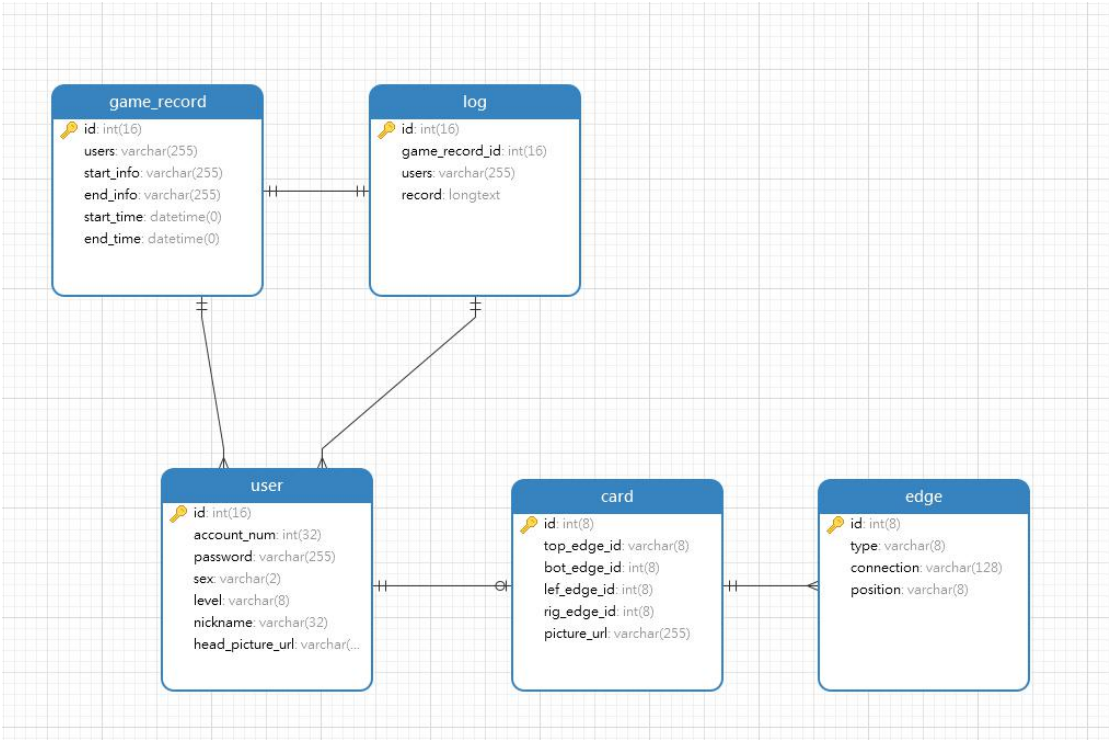 game_record
id: int(16)
users: varchar(255)
start_info: varchar(255)
end_info: varchar(255)
start_time: datetime(0)
end_time: datetime(0)
log
id: int(16)
game_record_id: int(16)
users: varchar(255)
record: longtext
user
id: int(16)
account_num: int(32)
password: varchar(255)
sex: varchar(2)
level: varchar(8)
nickname: varchar(32)
head_picture_url: varchar(...
card
id: int(8)
top_edge_id: varchar(8)
bot_edge_id: int(8)
lef_edge_id: int(8)
rig_edge_id: int(8)
picture_url: varchar(255)
edge
id: int(8)
type: varchar(8)
connection: varchar(128)
position: varchar(8)